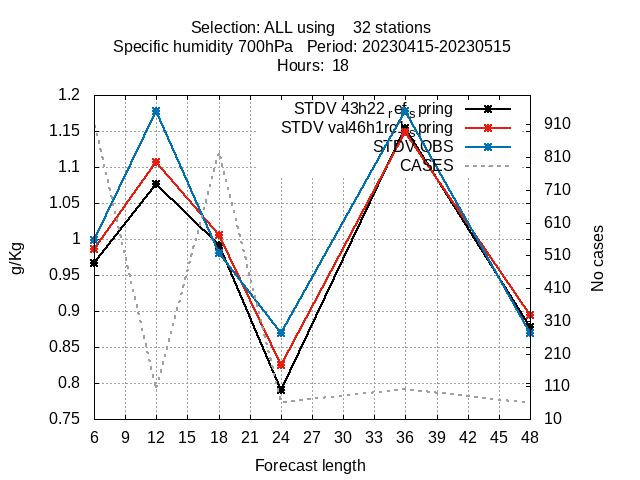 Selection: ALL using 32 stations
Specific humidity 700hPa Period: 20230415-20230515
Hours: 18
STDV 43h22_ref_spring
STDV pring
STDV OBS
CASES
1.2
1.15
1.1
1.05
1
0.95
0.9
0.85
0.8
0.75
910
810
710
610
510
410
310
210
110
10
g/Kg
No cases
6 9 12 15 18 21 24 27 30 33 36 39 42 45 48
Forecast length